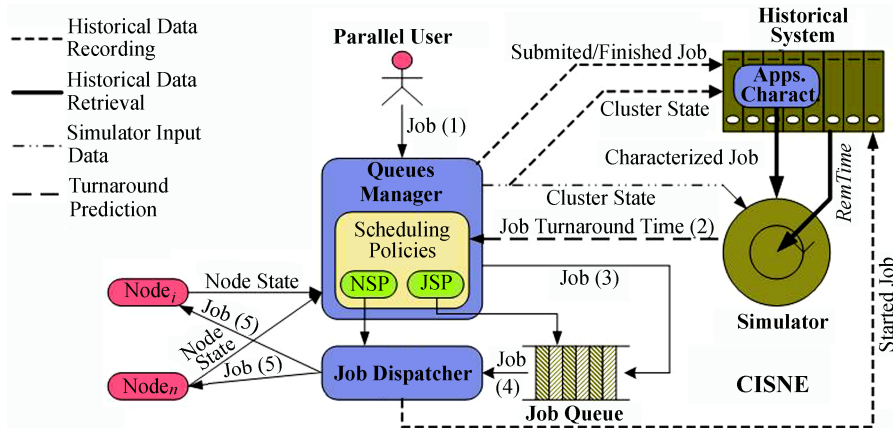 Historical Data
Recording
Historical Data
Retrieval
Simulator Input
Data
Turnaround
Prediction
Parallel User
Job (1)
Submited/Finished Job
Cluster State
Historical
System
Apps.
Charact.
Characterized Job
RemTime
Queues
Manager
Cluster State
Scheduling
Policies
NSP
JSP
Job Turnaround Time (2)
Job (3)
Simulator
Started Job
Node i
Node State
Job (5)
Node
State
Job (5)
Node n
Job Dispatcher
Job
(4)
Job Queue
CISNE